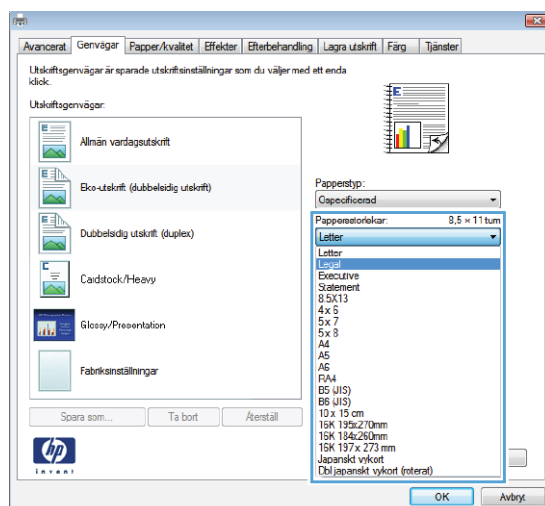 Avancerat Genvägar Papper/kvalitet Effekter Efterbehandling Lagra utskrift Färg Tjänster
Utskriftsgenvägar är sparade utskriftsinställningar som du väljer med ett enda
klick.
Utskriftsgenvägar:
Allmän vardagsutskrift
Eko-utskrift (dubbelsidig utskrift)
Dubbelsidig utskrift (duplex)
Cardstock/Heavy
Glossy/Presentation
Fabriksinställningar
Spara som... Ta bort Återställ
hp
invent
E
Papperstyp:
Ospecificerad
Pappersstorlekar: 8,5 × 11 tum
Letter
Letter
Legal
Executive
Statement
8.5X13
4 x 6
5 x 7
5 x 8
A4
A5
A6
RA4
B5 (JIS)
B6 (JIS)
10 x 15 cm
16K 195x270mm
16K 184x260mm
16K 197 x 273 mm
Japanskt vykort
Dbl japanskt vykort (roterat)
OK Avbryt